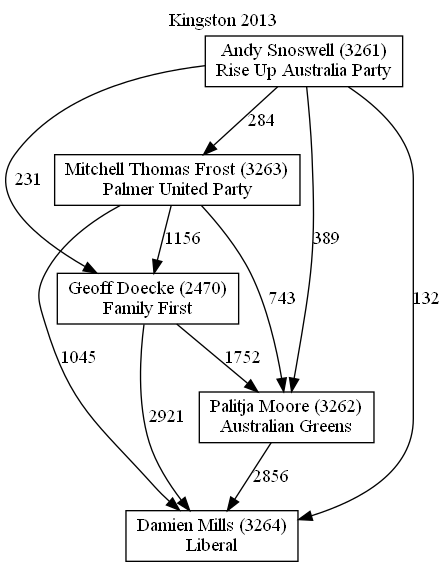 Kingston 2013
Andy Snoswell (3261)
Rise Up Australia Party
284
Mitchell Thomas Frost (3263)
Palmer United Party
231
1156
389
Geoff Doecke (2470)
Family First
743
132
1045
1752
Palitja Moore (3262)
Australian Greens
2921
2856
Damien Mills (3264)
Liberal